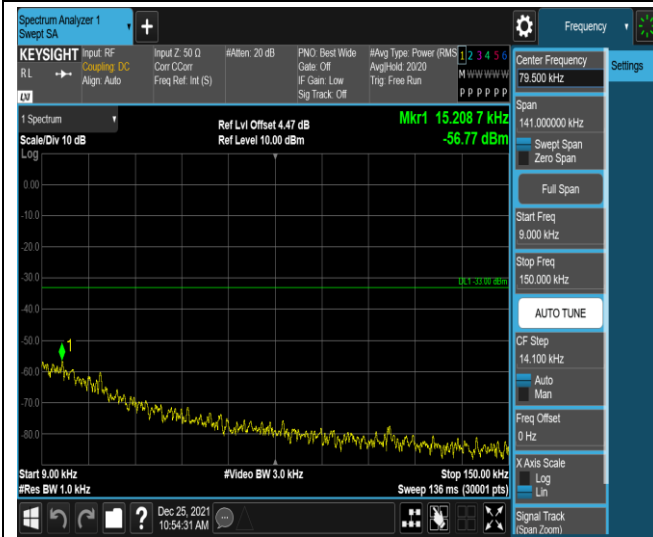 Spectrum Analyzer 1
Swept SA
+
Frequency
KEYSIGHT
RL
LXI
Input: RF
Coupling: DC
Align: Auto
Input Z: 50 Ω
Corr CCorr
Freq Ref: Int (S)
#Atten: 20 dB
PNO: Best Wide
Gate: Off
IF Gain: Low
Sig Track: Off
#Avg Type: Power (RMS
Avg|Hold: 20/20
Trig: Free Run
1 2 3 4 5 6
M W W W W W
P P P P P P
1 Spectrum
Scale/Div 10 dB
Log
Ref Lvl Offset 4.47 dB
Ref Level 10.00 dBm
Mkr1 15.208 7 kHz
-56.77 dBm
0.00
-10.0
-20.0
-30.0
DL1 -33.00 dBm
-40.0
-50.0
1
-60.0
-70.0
-80.0
Start 9.00 kHz
#Res BW 1.0 kHz
#Video BW 3.0 kHz
Stop 150.00 kHz
Sweep 136 ms (30001 pts)
?
Dec 25, 2021
10:54:31 AM
Center Frequency
79.500 kHz
Settings
Span
141.000000 kHz
Swept Span
Zero Span
Full Span
Start Freq
9.000 kHz
Stop Freq
150.000 kHz
AUTO TUNE
CF Step
14.100 kHz
Auto
Man
Freq Offset
0 Hz
X Axis Scale
Log
Lin
Signal Track
(Span Zoom)